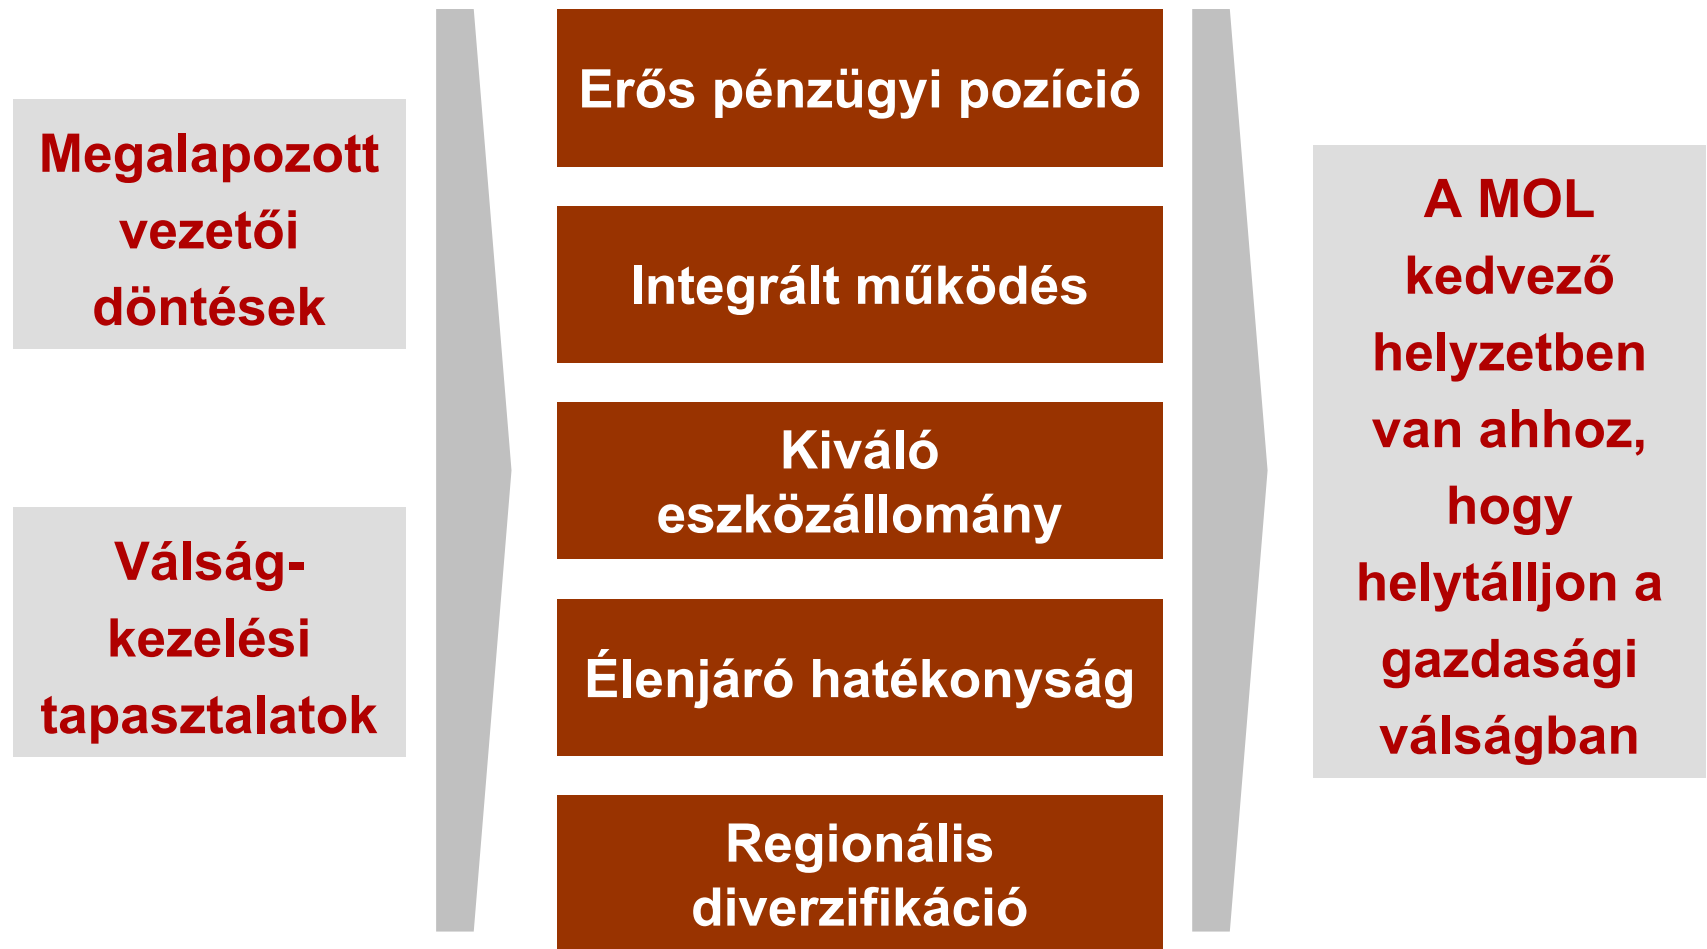 Megalapozott
vezetői
döntések
Válság-
kezelési
tapasztalatok
Erős pénzügyi pozíció
Integrált működés
Kiváló
eszközállomány
Élenjáró hatékonyság
Regionális
diverzifikáció
A MOL
kedvező
helyzetben
van ahhoz,
hogy
helytálljon a
gazdasági
válságban